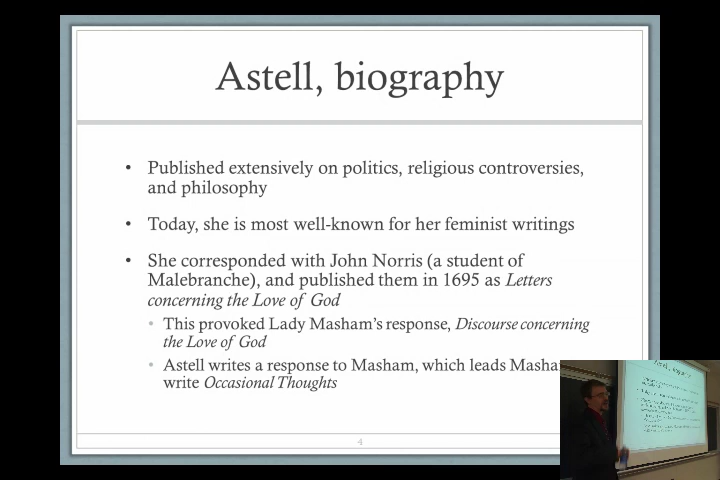 Astell, biography
• Published extensively on politics, religious controversies,
and philosophy
• Today, she is most well-known for her feminist writings
• She corresponded with John Norris (a student of
Malebranche), and published them in 1695 as Letters
concerning the Love of God
• This provoked Lady Masham's response, Discourse concerning
the Love of God
• Astell writes a response to Masham, which leads
write Occasional Thoughts
4